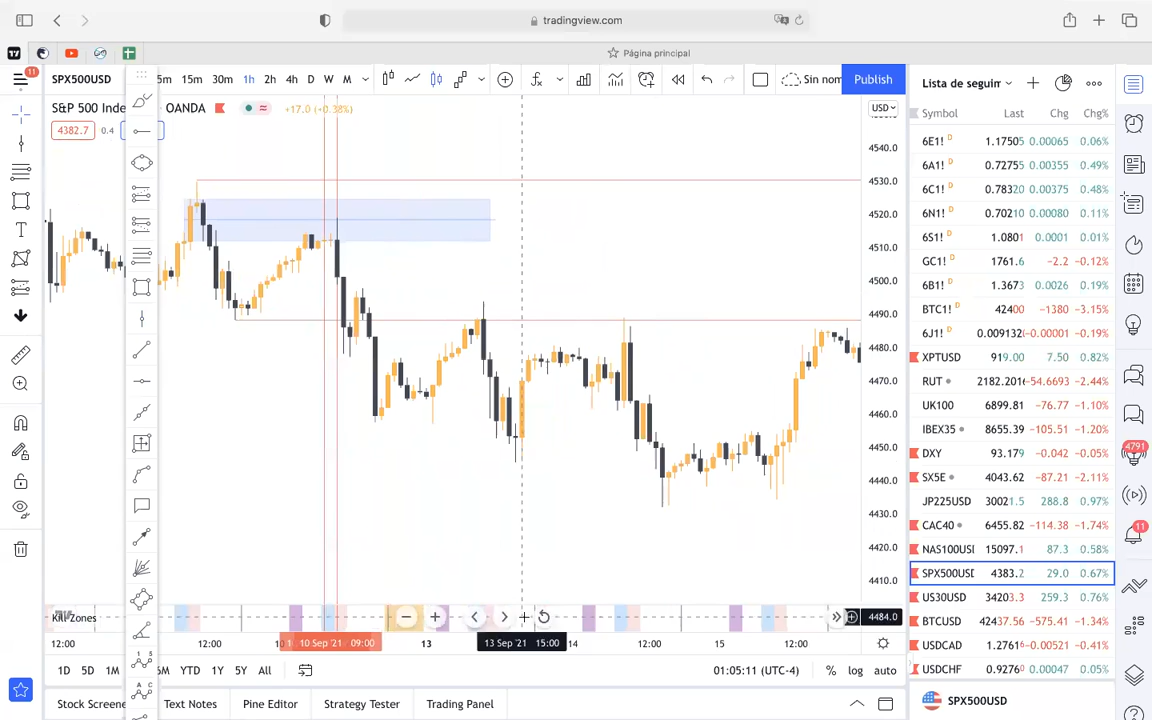 tradingview.com
Página principal
11
SPX500USD
5m 15m 30m 1h 2h 4h D W M
Sin nom
Publish
S&P 500 Inde
OANDA
+17.0 (+0.38%)
4382.7
0.4
USD
4540.0
4530.0
4520.0
4510.0
4500.0
4490.0
4480.0
4470.0
4460.0
4450.0
4440.0
4430.0
4420.0
4410.0
4484.0
Kill Zones
12:00
12:00
10 Sep '21 / 09:00
13
13 Sep '21 15:00
14
12:00
15
12:00
1D 5D 1M
6M YTD 1Y 5Y All
01:05:11 (UTC-4)
% log auto
Stock Screene
Text Notes
Pine Editor
Strategy Tester
Trading Panel
Lista de seguim
Symbol Last Chg Chg%
6E1! D 1.17505 0.00065 0.06%
6A1! D 0.72755 0.00355 0.49%
6C1! D 0.78320 0.00375 0.48%
6N1! D 0.70210 0.00080 0.11%
6S1! D 1.0801 0.0001 0.01%
GC1! D 1761.6 −2.2 −0.12%
6B1! D 1.3673 0.0026 0.19%
BTC1! D 42400 −1380 −3.15%
6J1! D 0.009132 −0.00001 −0.19%
XPTUSD 919.00 7.50 0.82%
RUT 2182.201 −54.6693 −2.44%
UK100 6899.81 −76.77 −1.10%
IBEX35 8655.39 −105.51 −1.20%
DXY 93.179 −0.042 −0.05%
SX5E 4043.62 −87.21 −2.11%
JP225USD 30021.5 288.8 0.97%
CAC40 6455.82 −114.38 −1.74%
NAS100USD 15097.1 87.3 0.58%
SPX500USD 4383.2 29.0 0.67%
US30USD 34203.3 259.3 0.76%
BTCUSD 42437.56 −575.41 −1.34%
USDCAD 1.2761 −0.00521 −0.41%
USDCHF 0.9276 0.00047 0.05%
SPX500USD
4791
11